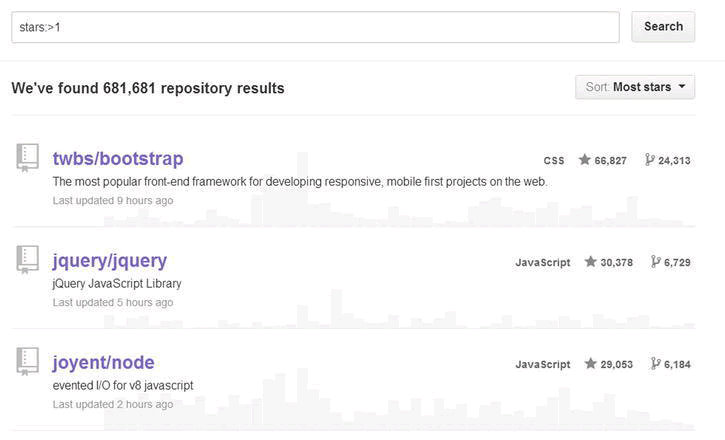 stars:>1 Search
We've found 681,681 repository results Sort: Most stars
twbs/bootstrap CSS 66,827 24,313
The most popular front-end framework for developing responsive, mobile first projects on the web.
Last updated 9 hours ago
jquery/jquery JavaScript 30,378 6,729
jQuery JavaScript Library
Last updated 5 hours ago
joyent/node JavaScript 29,053 6,184
evented I/O for v8 javascript
Last updated 2 hours ago